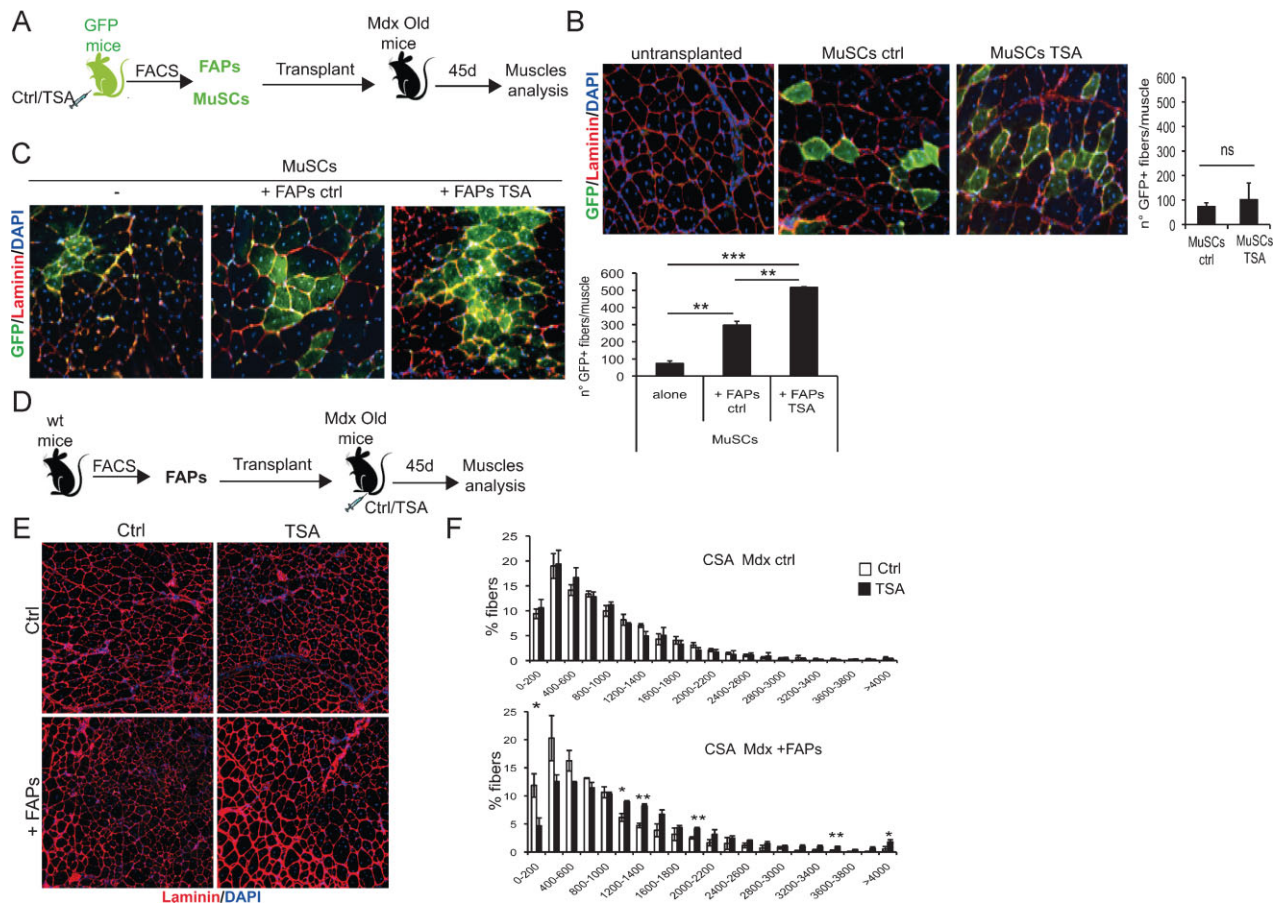 A
GFP
mice
Ctrl/TSA
FACS
FAPs
MuSCs
Transplant
Mdx Old
mice
45d
Muscles
analysis
B
untransplanted
MuSCs ctrl
MuSCs TSA
GFP/Laminin/DAPI
n° GFP+ fibers/muscle
600
500
400
300
200
100
0
ns
MuSCs
ctrl
MuSCs
TSA
C
MuSCs
-
+ FAPs ctrl
+ FAPs TSA
GFP/Laminin/DAPI
n° GFP+ fibers/muscle
600
500
400
300
200
100
0
***
**
**
alone
+ FAPs
ctrl
+ FAPs
TSA
MuSCs
D
wt
mice
FACS
FAPs
Transplant
Mdx Old
mice
Ctrl/TSA
45d
Muscles
analysis
E
Ctrl
TSA
Ctrl
+ FAPs
Laminin/DAPI
F
CSA Mdx ctrl
Ctrl
TSA
% fibers
25
20
15
10
5
0
0-200
400-600
800-1000
1200-1400
1600-1800
2000-2200
2400-2600
2800-3000
3200-3400
3600-3800
>4000
CSA Mdx +FAPs
% fibers
25
20
15
10
5
0
*
*
**
**
**
*
0-200
400-600
800-1000
1200-1400
1600-1800
2000-2200
2400-2600
2800-3000
3200-3400
3600-3800
>4000